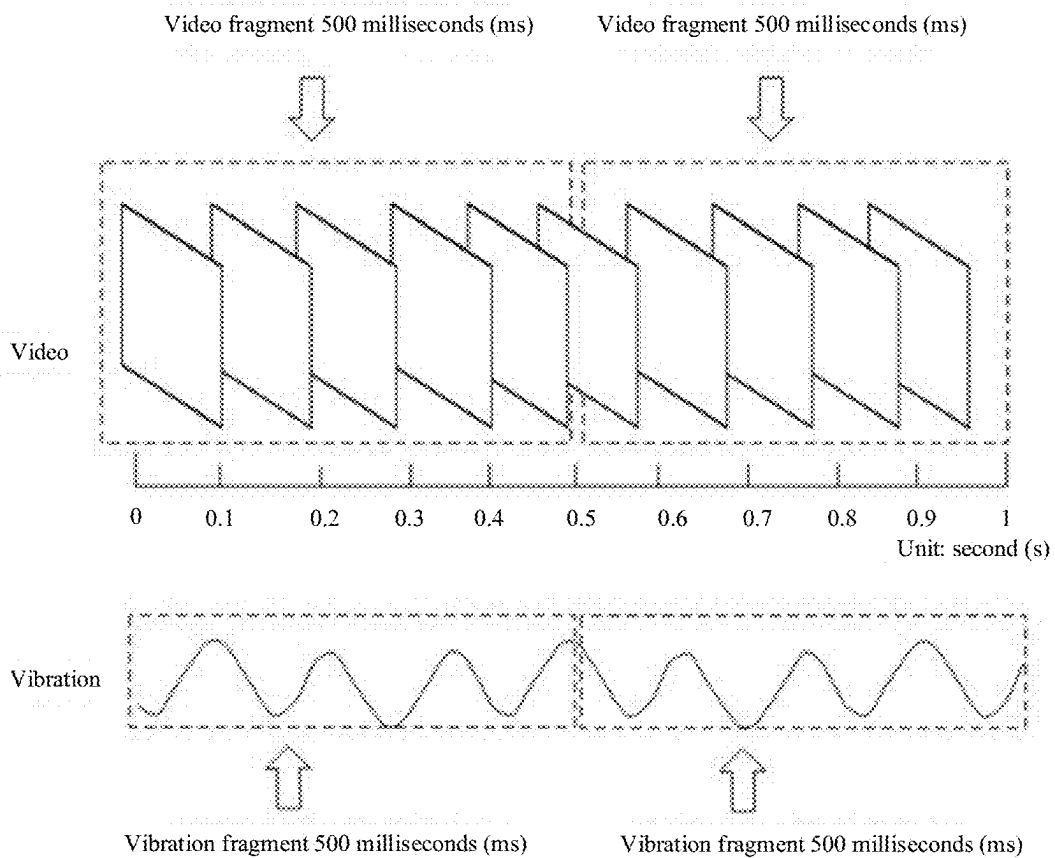 Video fragment 500 milliseconds (ms)
Video fragment 500 milliseconds (ms)
Video
0 0.1 0.2 0.3 0.4 0.5 0.6 0.7 0.8 0.9 1
Unit: second (s)
Vibration
Vibration fragment 500 milliseconds (ms)
Vibration fragment 500 milliseconds (ms)